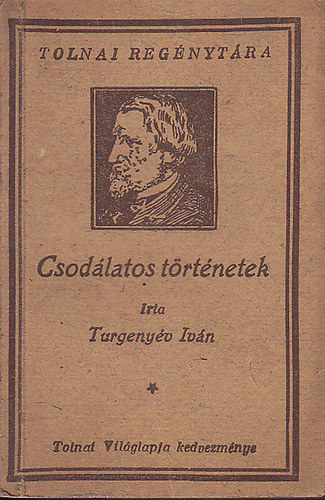 TOLNAI REGÉNYTÁRA
Csodálatos történetek
Irta
Turgenyév Iván
Tolnai Világlapja kedvezménye